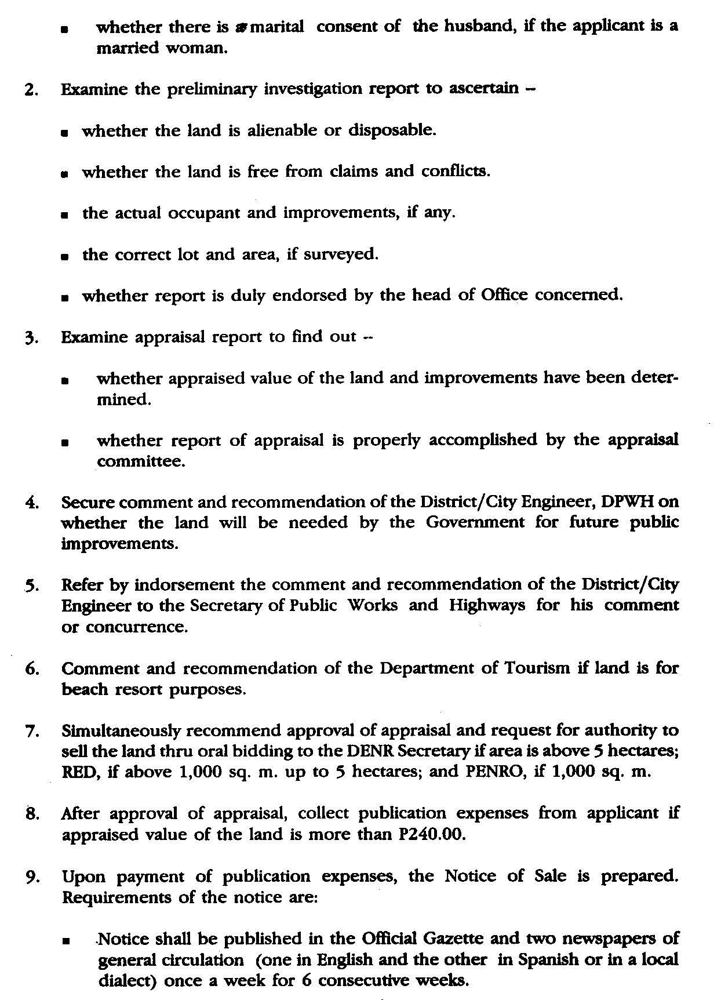 ▪ whether there is marital consent of the husband, if the applicant is a
married woman.
2. Examine the preliminary investigation report to ascertain –
▪ whether the land is alienable or disposable.
▪ whether the land is free from claims and conflicts.
▪ the actual occupant and improvements, if any.
▪ the correct lot and area, if surveyed.
▪ whether report is duly endorsed by the head of Office concerned.
3. Examine appraisal report to find out --
▪ whether appraised value of the land and improvements have been deter-
mined.
▪ whether report of appraisal is properly accomplished by the appraisal
committee.
4. Secure comment and recommendation of the District/City Engineer, DPWH on
whether the land will be needed by the Government for future public
improvements.
5. Refer by indorsement the comment and recommendation of the District/City
Engineer to the Secretary of Public Works and Highways for his comment
or concurrence.
6. Comment and recommendation of the Department of Tourism if land is for
beach resort purposes.
7. Simultaneously recommend approval of appraisal and request for authority to
sell the land thru oral bidding to the DENR Secretary if area is above 5 hectares;
RED, if above 1,000 sq. m. up to 5 hectares; and PENRO, if 1,000 sq. m.
8. After approval of appraisal, collect publication expenses from applicant if
appraised value of the land is more than P240.00.
9. Upon payment of publication expenses, the Notice of Sale is prepared.
Requirements of the notice are:
▪ Notice shall be published in the Official Gazette and two newspapers of
general circulation (one in English and the other in Spanish or in a local
dialect) once a week for 6 consecutive weeks.